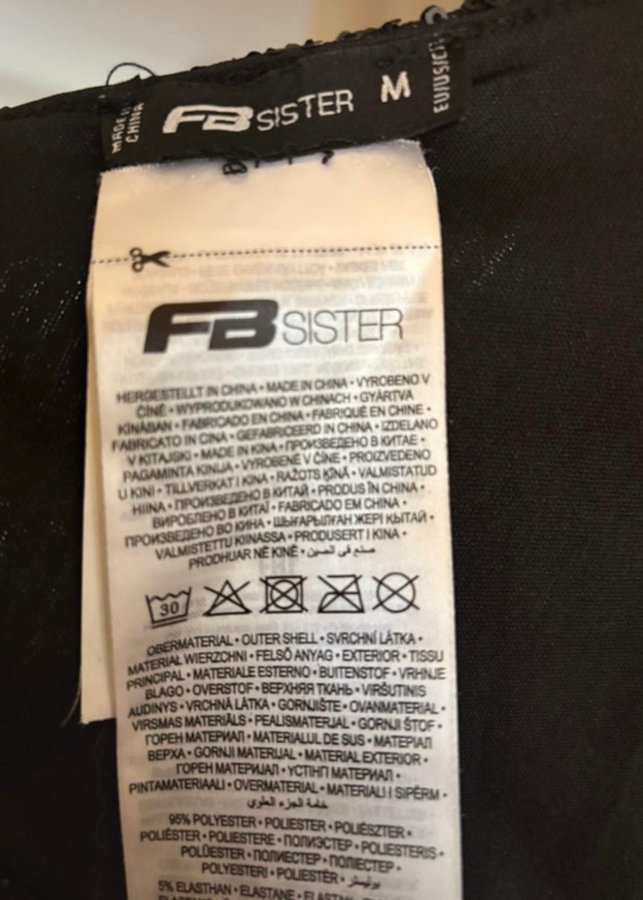 MADE IN
CHINA
FB SISTER
M
EU/US/CIT
FB SISTER
HERGESTELLT IN CHINA • MADE IN CHINA • VYROBENO V
ČÍNĚ • WYPRODUKOWANO W CHINACH • GYÁRTVA
KÍNÁBAN • FABRICADO EN CHINA • FABRIQUÉ EN CHINE •
FABBRICATO IN CINA • GEFABRICEERD IN CHINA • IZDELANO
V KITAJSKI • MADE IN KINA • ПРОИЗВЕДЕНО В КИТАЕ •
PAGAMINTA KINIJA • VYROBENÉ V ČÍNE • PROIZVEDENO
U KINI • TILLVERKAT I KINA • RAŽOTS ĶĪNĀ • VALMISTATUD
HIINA • ПРОИЗВЕДЕНО В КИТАЙ • PRODUS ÎN CHINA •
ВИРОБЛЕНО В КИТАЇ • FABRICADO EM CHINA •
ПРОИЗВЕДЕНО ВО КИНА • ШЫҒАРЫЛҒАН ЖЕРІ ҚЫТАЙ •
VALMISTETTU KIINASSA • PRODUSERT I KINA •
PRODHUAR NË KINË • صنع في الصين •
30
OBERMATERIAL • OUTER SHELL • SVRCHNÍ LÁTKA •
MATERIAŁ WIERZCHNI • FELSŐ ANYAG • EXTERIOR • TISSU
PRINCIPAL • MATERIALE ESTERNO • BUITENSTOF • VRHNJE
BLAGO • OVERSTOF • ВЕРХНЯЯ ТКАНЬ • VIRŠUTINIS
AUDINYS • VRCHNÁ LÁTKA • GORNJIŠTE • OVANMATERIAL •
VIRSMAS MATERIĀLS • PEALISMATERJAL • GORNJI ŠTOF •
ГОРЕН МАТЕРИАЛ • MATERIALUL DE SUS • МАТЕРІАЛ
ВЕРХА • GORNJI MATERIJAL • MATERIAL EXTERIOR •
ГОРЕН МАТЕРИЈАЛ • ҮСТІҢГІ МАТЕРИАЛ •
PINTAMATERIAALI • OVERMATERIAL • MATERIALI I SIPËRM •
خامة الجزء العلوي
95% POLYESTER • POLIESTER • POLIÉSZTER •
POLIÉSTER • POLIESTERE • ПОЛИЭСТЕР • POLIESTERIS •
POLÜESTER • ПОЛИЕСТЕР • ПОЛІЕСТЕР •
POLYESTERI • POLIESTËR • بوليستر
5% ELASTHAN • ELASTANE •